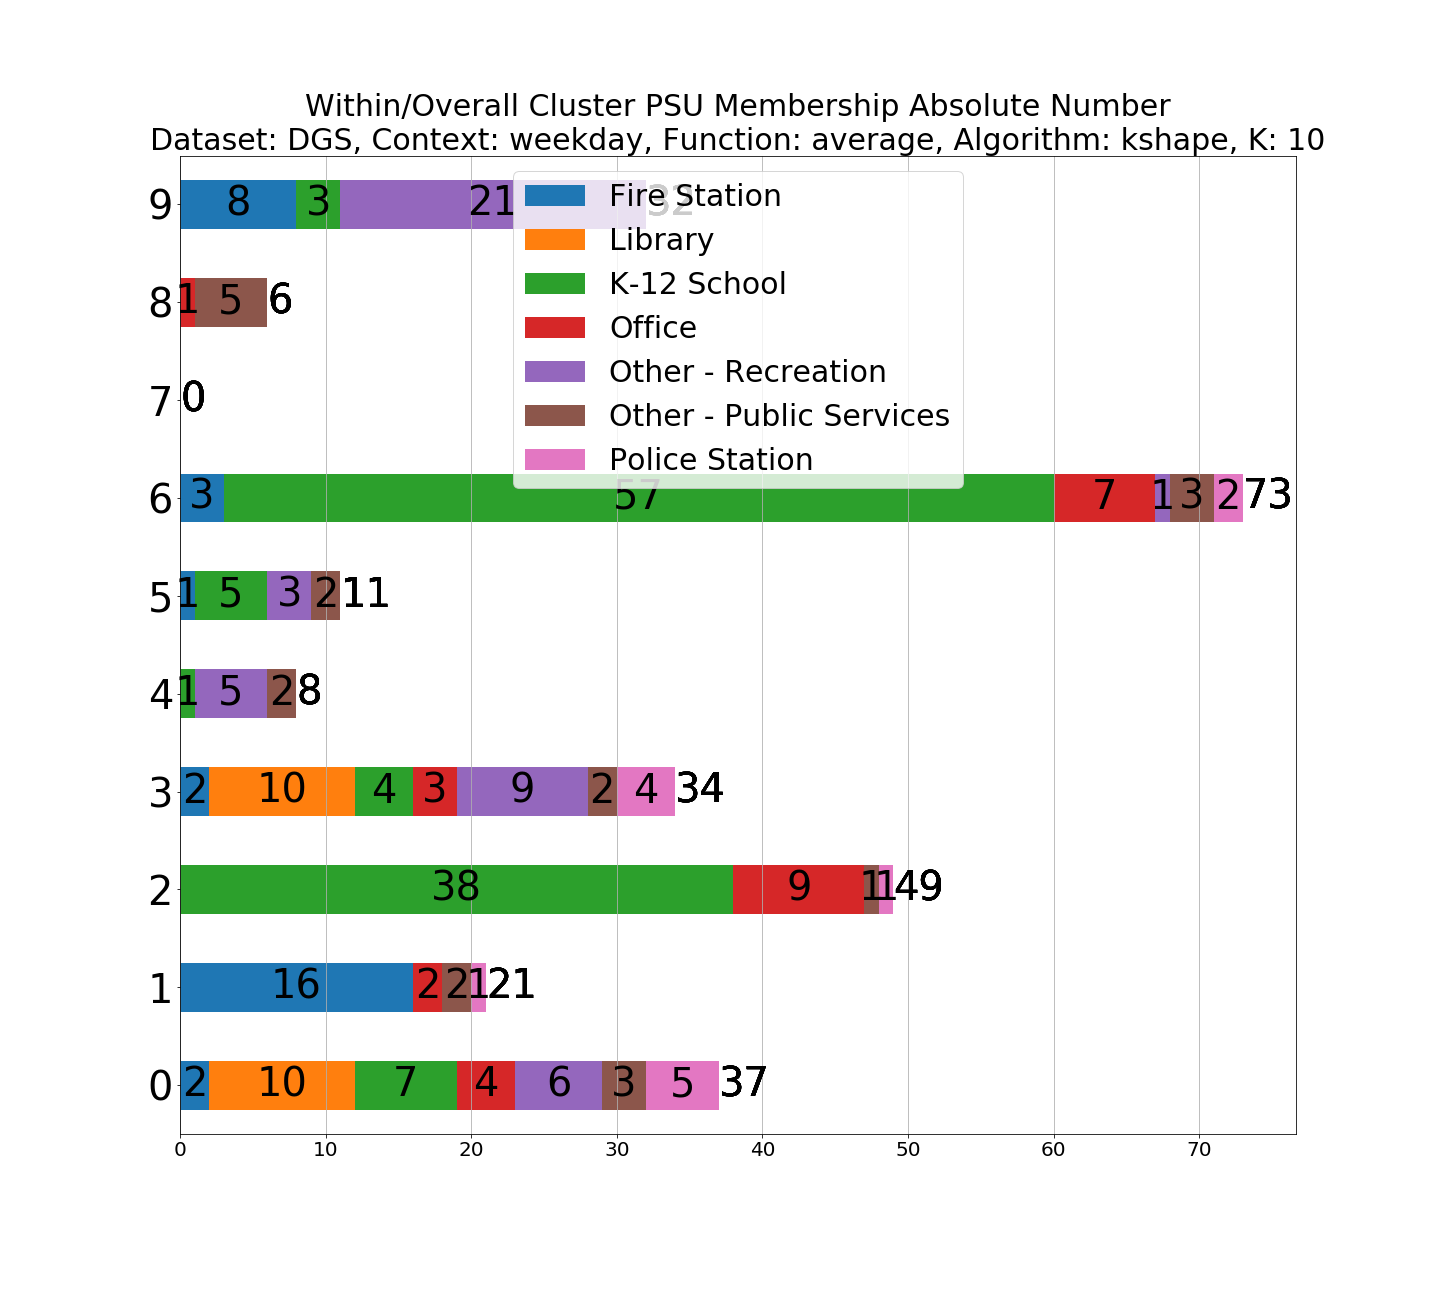 Within/Overall Cluster PSU Membership Absolute Number
Dataset: DGS, Context: weekday, Function: average, Algorithm: kshape, K: 10
9 8 3 21 32
Fire Station
Library
K-12 School
Office
Other - Recreation
Other - Public Services
Police Station
8 1 5 6
7 0
6 3 57 7 1 3 2 73
5 1 5 3 2 11
4 1 5 2 8
3 2 10 4 3 9 2 4 34
2 38 9 1 1 49
1 16 2 2 1 21
0 2 10 7 4 6 3 5 37
0 10 20 30 40 50 60 70